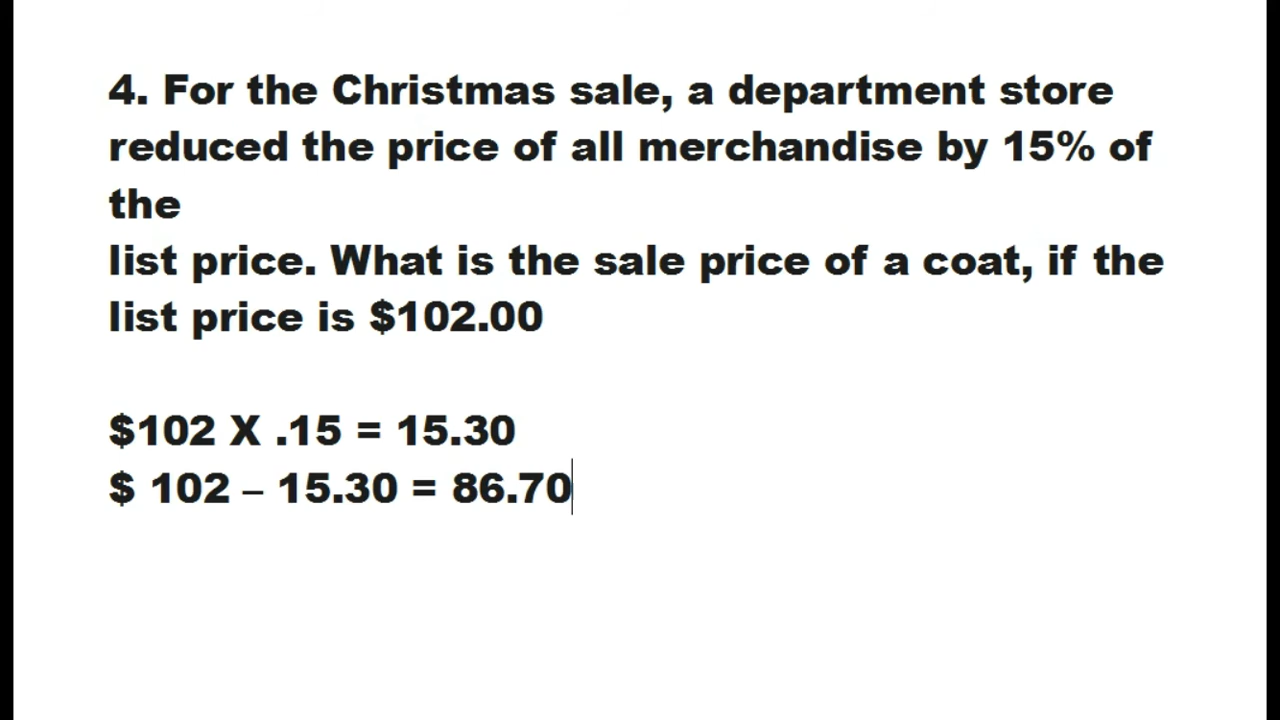 4. For the Christmas sale, a department store
reduced the price of all merchandise by 15% of
the
list price. What is the sale price of a coat, if the
list price is $102.00
$102 X .15 = 15.30
$ 102 – 15.30 = 86.70